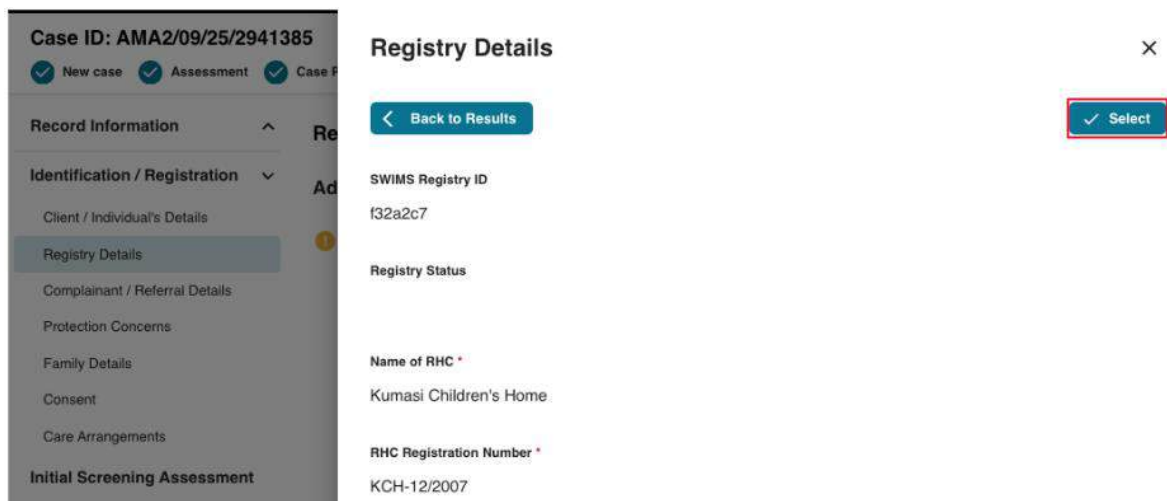 Case ID: AMA2/09/25/2941385
New case
Assessment
Case P
Record Information
Identification / Registration
Client / Individual's Details
Registry Details
Complainant / Referral Details
Protection Concerns
Family Details
Consent
Care Arrangements
Initial Screening Assessment
Re
Ad
Registry Details
Back to Results
Select
SWIMS Registry ID
f32a2c7
Registry Status
Name of RHC *
Kumasi Children's Home
RHC Registration Number *
KCH-12/2007